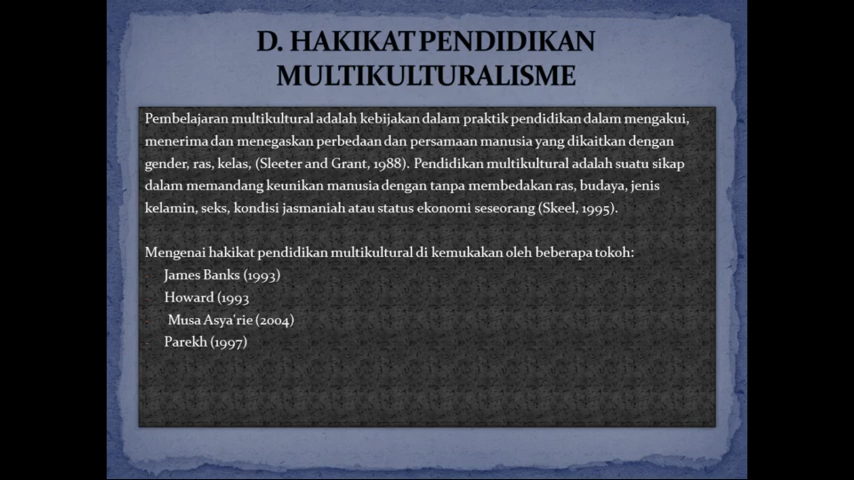 D. HAKIKAT PENDIDIKAN
MULTIKULTURALISME
Pembelajaran multikultural adalah kebijakan dalam praktik pendidikan dalam mengakui,
menerima dan menegaskan perbedaan dan persamaan manusia yang dikaitkan dengan
gender, ras, kelas, (Sleeter and Grant, 1988). Pendidikan multikultural adalah suatu sikap
dalam memandang keunikan manusia dengan tanpa membedakan ras, budaya, jenis
kelamin, seks, kondisi jasmaniah atau status ekonomi seseorang (Skeel, 1995).
Mengenai hakikat pendidikan multikultural di kemukakan oleh beberapa tokoh:
James Banks (1993)
Howard (1993
Musa Asya'rie (2004)
Parekh (1997)